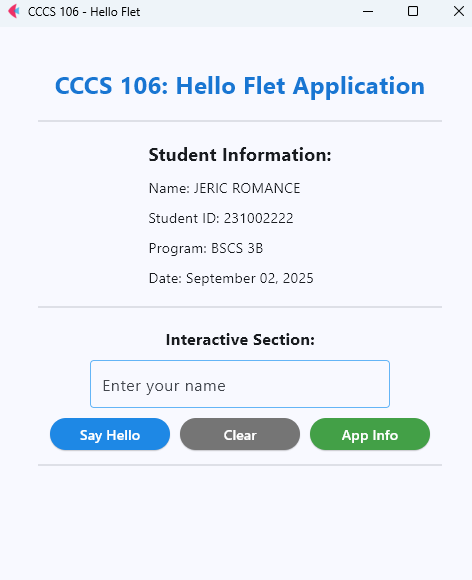 CCCS 106 - Hello Flet
CCCS 106: Hello Flet Application
Student Information:
Name: JERIC ROMANCE
Student ID: 231002222
Program: BSCS 3B
Date: September 02, 2025
Interactive Section:
Enter your name
Say Hello Clear App Info